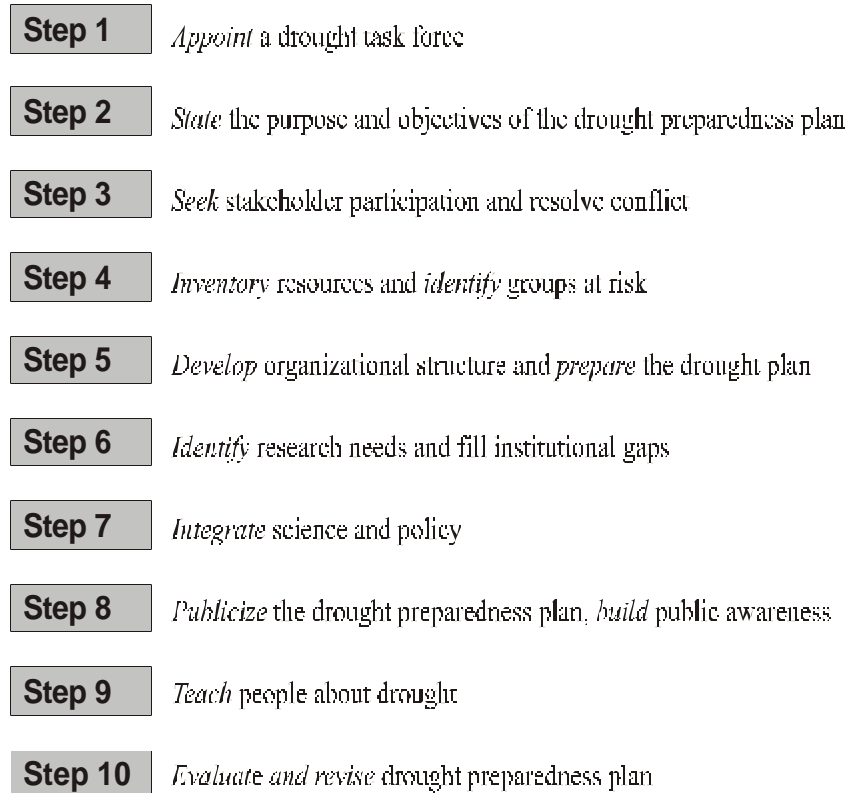 Step 1 Appoint a drought task force
Step 2 State the purpose and objectives of the drought preparedness plan
Step 3 Seek stakeholder participation and resolve conflict
Step 4 Inventory resources and identify groups at risk
Step 5 Develop organizational structure and prepare the drought plan
Step 6 Identify research needs and fill institutional gaps
Step 7 Integrate science and policy
Step 8 Publicize the drought preparedness plan, build public awareness
Step 9 Teach people about drought
Step 10 Evaluate and revise drought preparedness plan